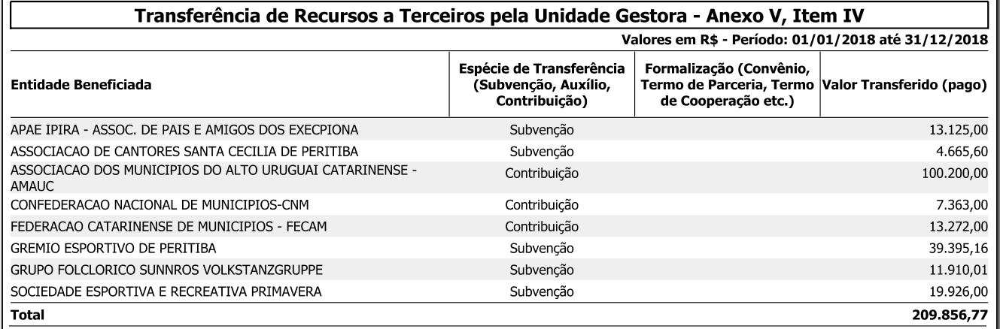 Transferência de Recursos a Terceiros pela Unidade Gestora - Anexo V, Item IV
Valores em R$ - Período: 01/01/2018 até 31/12/2018
Entidade Beneficiada
Espécie de Transferência
(Subvenção, Auxílio,
Contribuição)
Formalização (Convênio,
Termo de Parceria, Termo
de Cooperação etc.)
Valor Transferido (pago)
APAE IPIRA - ASSOC. DE PAIS E AMIGOS DOS EXECPIONA Subvenção 13.125,00
ASSOCIACAO DE CANTORES SANTA CECILIA DE PERITIBA Subvenção 4.665,60
ASSOCIACAO DOS MUNICIPIOS DO ALTO URUGUAI CATARINENSE - Contribuição 100.200,00
AMAUC
CONFEDERACAO NACIONAL DE MUNICIPIOS-CNM Contribuição 7.363,00
FEDERACAO CATARINENSE DE MUNICIPIOS - FECAM Contribuição 13.272,00
GREMIO ESPORTIVO DE PERITIBA Subvenção 39.395,16
GRUPO FOLCLORICO SUNNROS VOLKSTANZGRUPPE Subvenção 11.910,01
SOCIEDADE ESPORTIVA E RECREATIVA PRIMAVERA Subvenção 19.926,00
Total 209.856,77